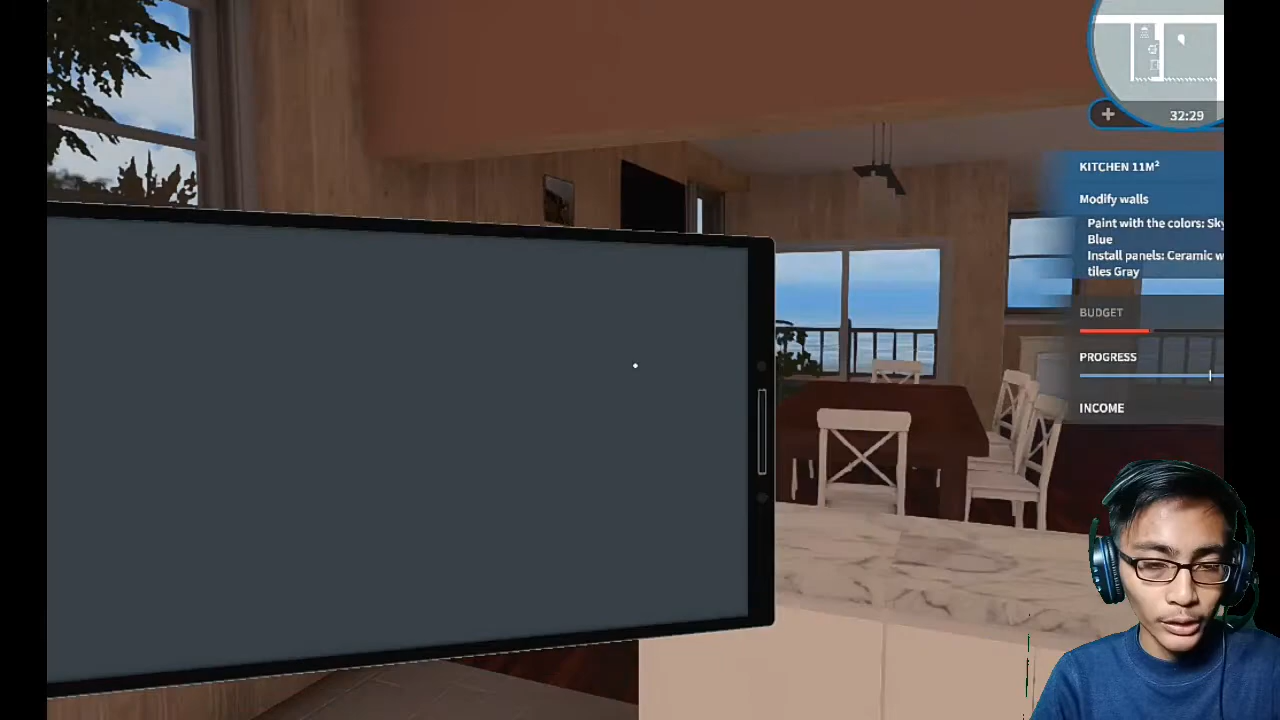 32:29
KITCHEN 11M²
Modify walls
Paint with the colors: Sky
Blue
Install panels: Ceramic w
tiles Gray
BUDGET
PROGRESS
INCOME